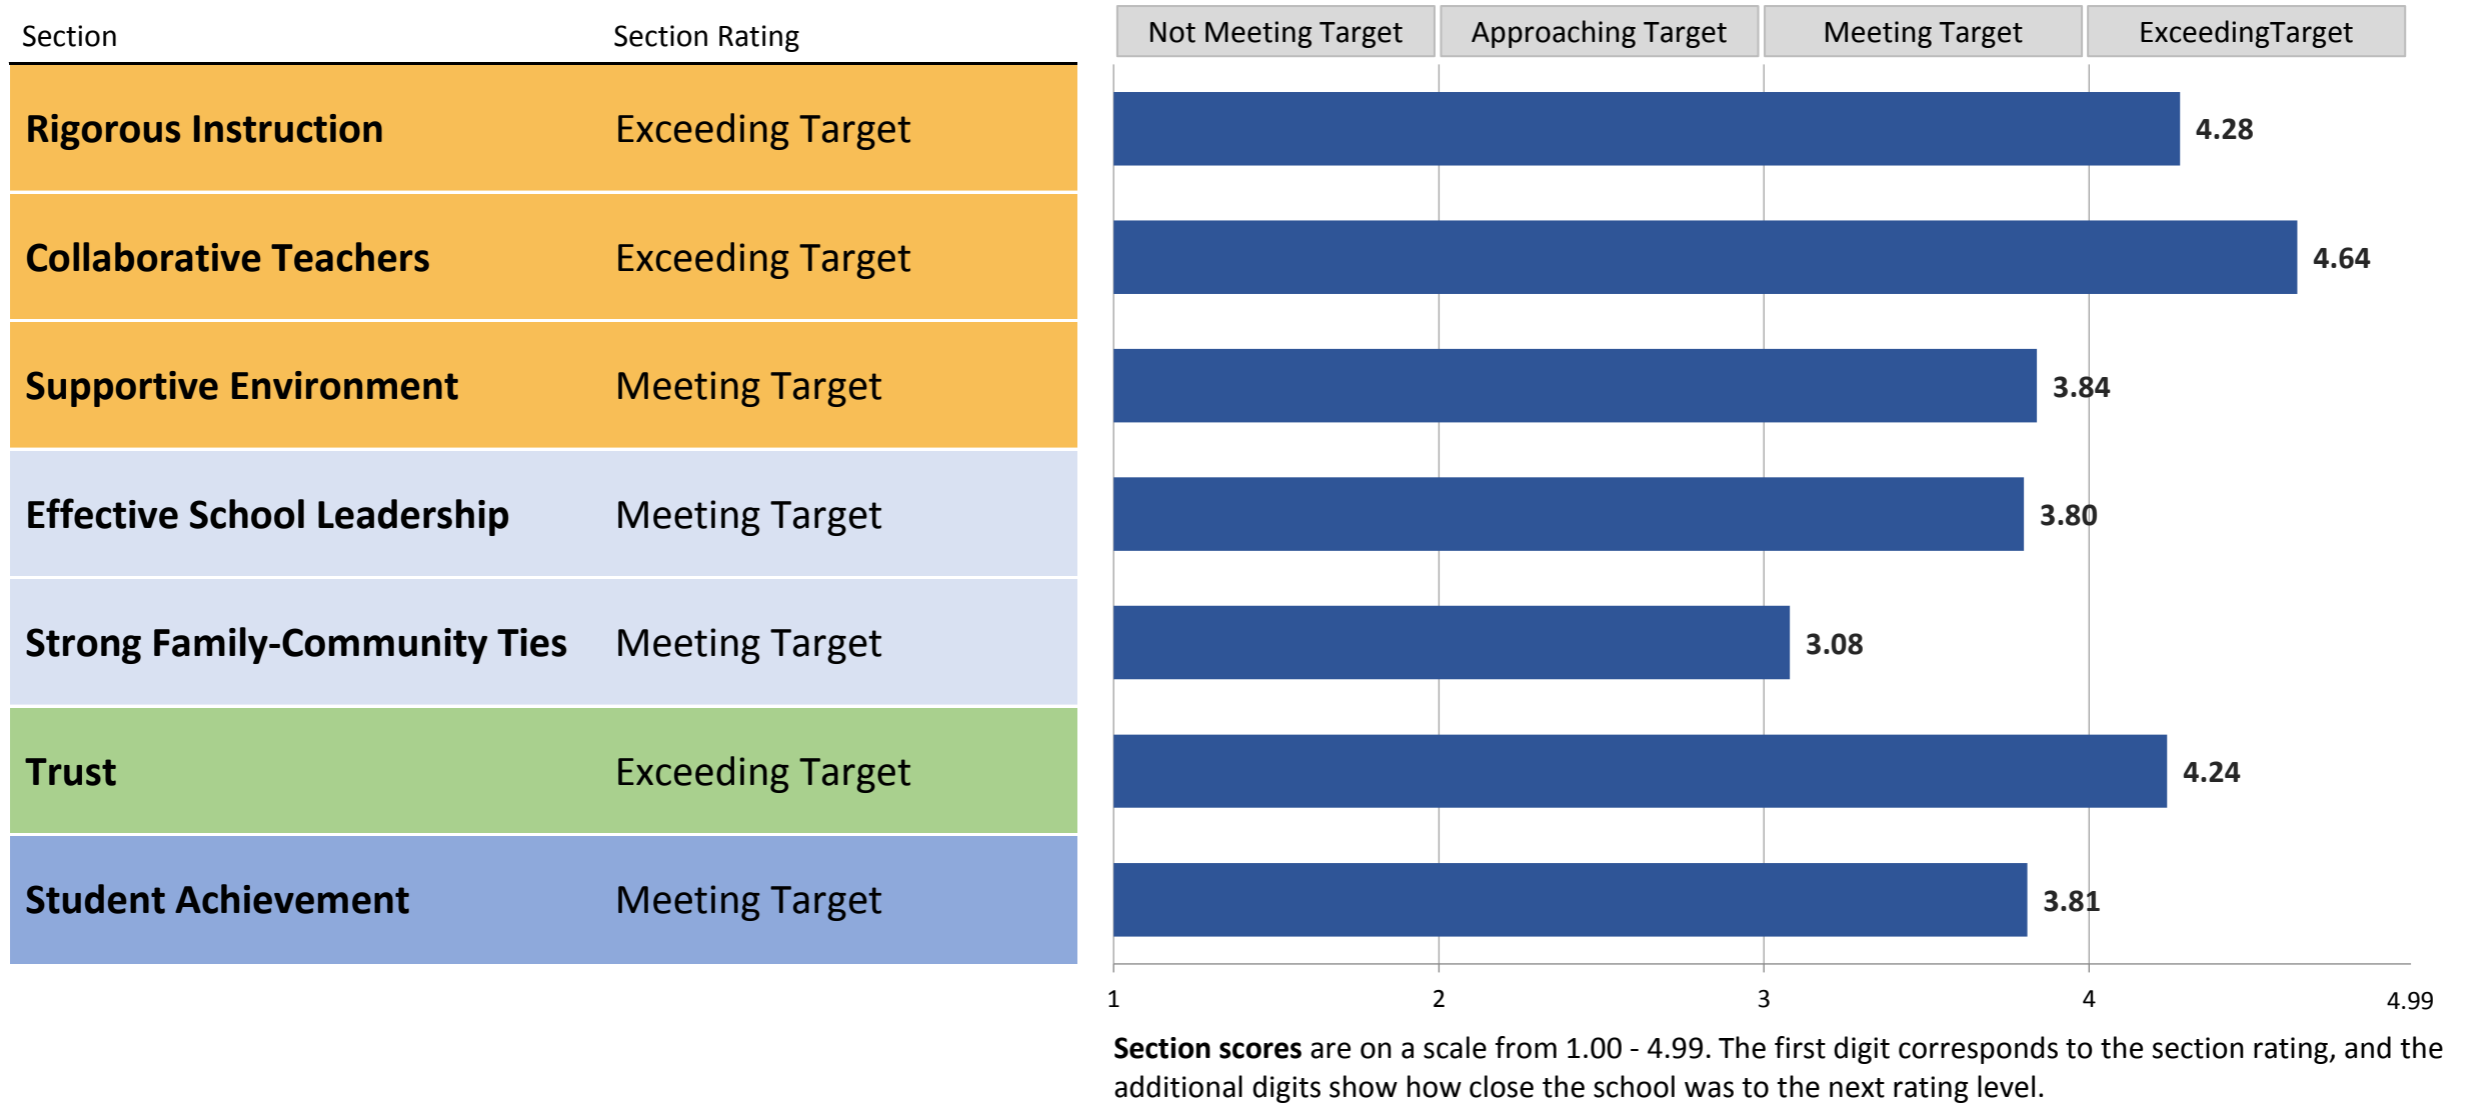 Section Section Rating Not Meeting Target Approaching Target Meeting Target ExceedingTarget
Rigorous Instruction Exceeding Target 4.28
Collaborative Teachers Exceeding Target 4.64
Supportive Environment Meeting Target 3.84
Effective School Leadership Meeting Target 3.80
Strong Family-Community Ties Meeting Target 3.08
Trust Exceeding Target 4.24
Student Achievement Meeting Target 3.81
1 2 3 4 4.99
Section scores are on a scale from 1.00 - 4.99. The first digit corresponds to the section rating, and the
additional digits show how close the school was to the next rating level.